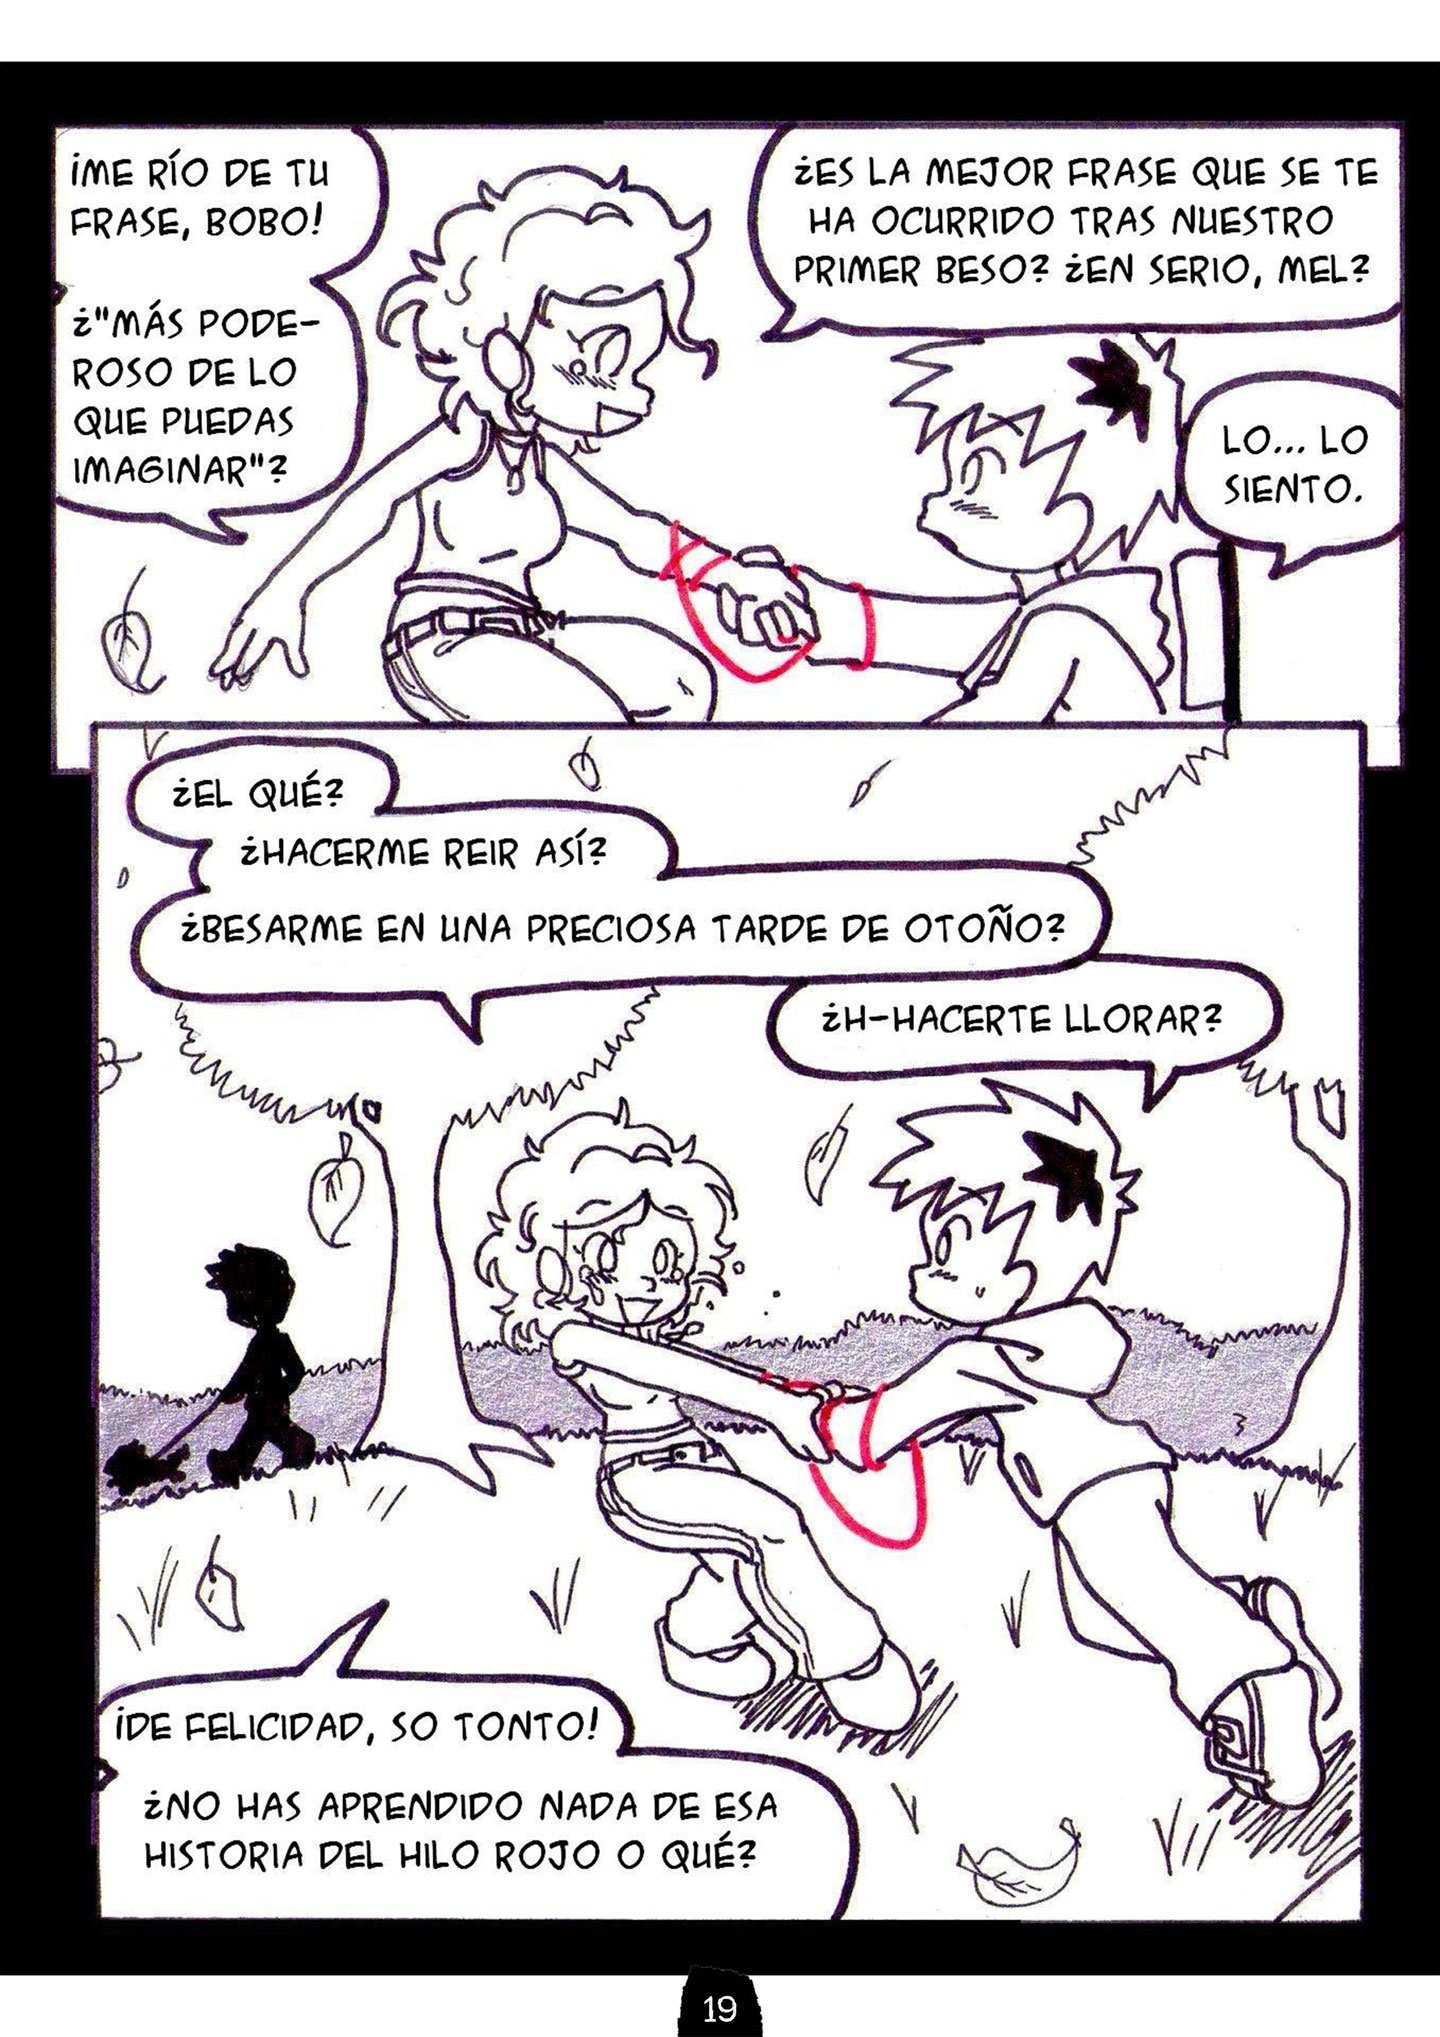 ¡ME RÍO DE TU
FRASE, BOBO!
¿"MÁS PODE-
ROSO DE LO
QUE PUEDAS
IMAGINAR"?
¿ES LA MEJOR FRASE QUE SE TE
HA OCURRIDO TRAS NUESTRO
PRIMER BESO? ¿EN SERIO, MEL?
LO... LO
SIENTO.
¿EL QUÉ?
¿HACERME REIR ASÍ?
¿BESARME EN UNA PRECIOSA TARDE DE OTOÑO?
¿H-HACERTE LLORAR?
¡DE FELICIDAD, SO TONTO!
¿NO HAS APRENDIDO NADA DE ESA
HISTORIA DEL HILO ROJO O QUÉ?
19